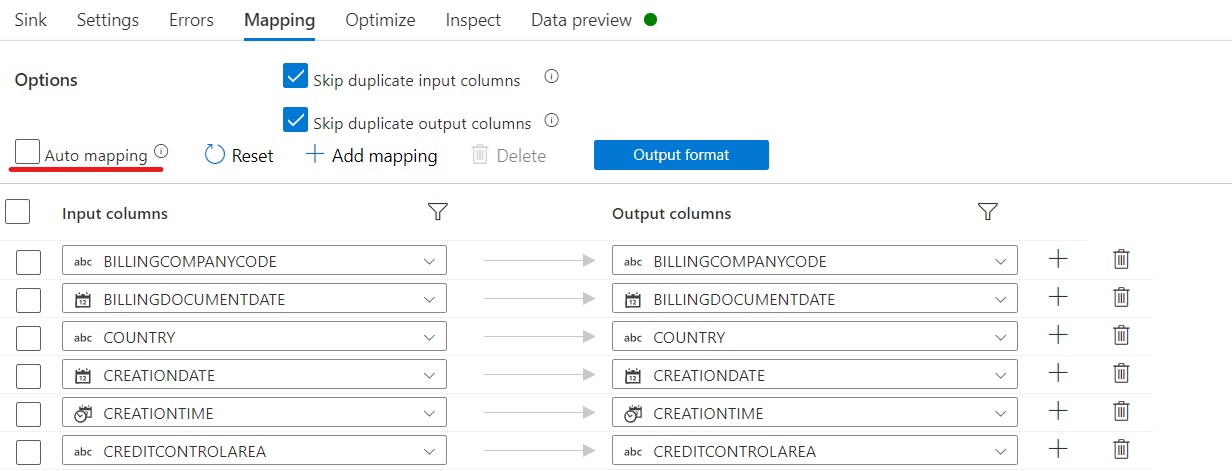 Sink Settings Errors Mapping Optimize Inspect Data preview
Options Skip duplicate input columns
Skip duplicate output columns
Auto mapping Reset Add mapping Delete Output format
Input columns Output columns
abc BILLINGCOMPANYCODE abc BILLINGCOMPANYCODE
12 BILLINGDOCUMENTDATE 12 BILLINGDOCUMENTDATE
abc COUNTRY abc COUNTRY
12 CREATIONDATE 12 CREATIONDATE
CREATIONTIME CREATIONTIME
abc CREDITCONTROLAREA abc CREDITCONTROLAREA